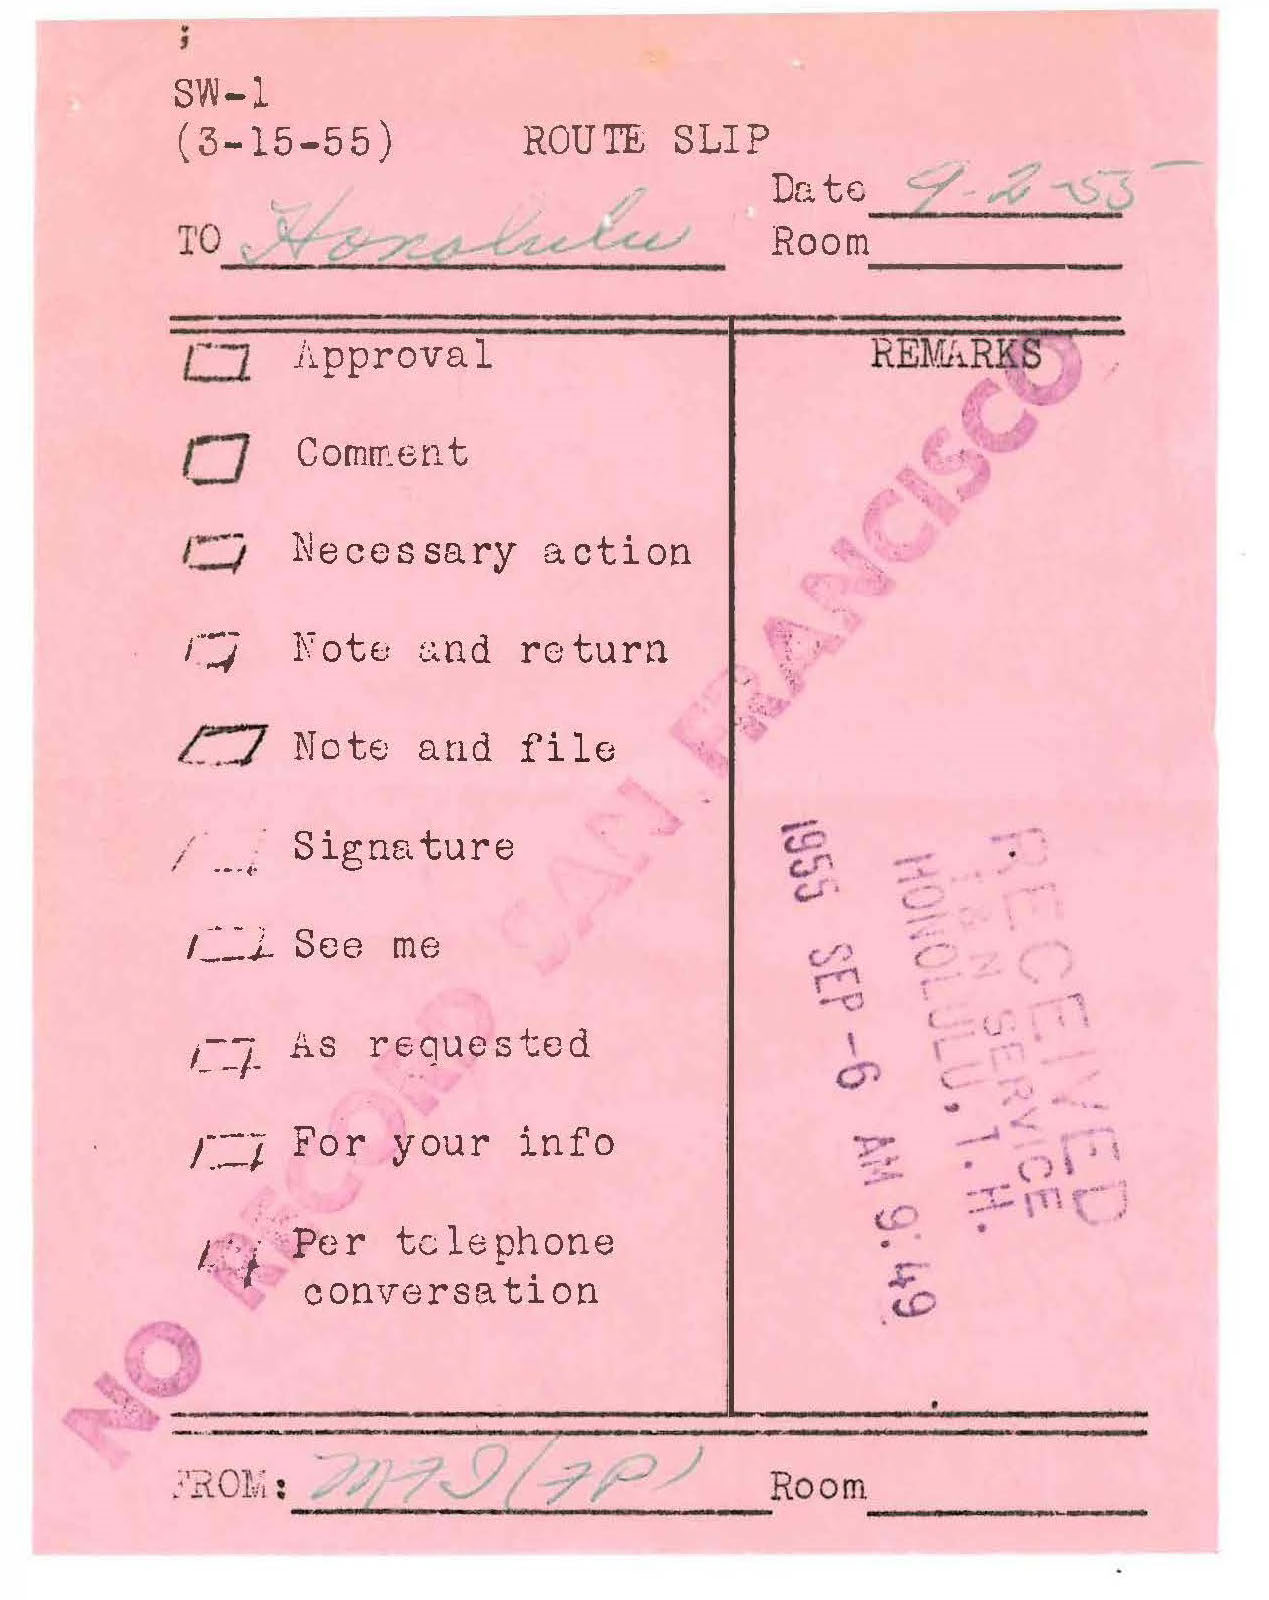 SW-1
(3-15-55) ROUTE SLIP
Date 9-2-55
TO Honolulu Room
REMARKS
Approval
Comment
Necessary action
Note and return
Note and file
Signature
See me
As requested
For your info
Per telephone
conversation
NO RECORD SAN FRANCISCO
RECEIVED
I & N SERVICE
HONOLULU, T. H.
1955 SEP -6 AM 9:49
FROM: Room